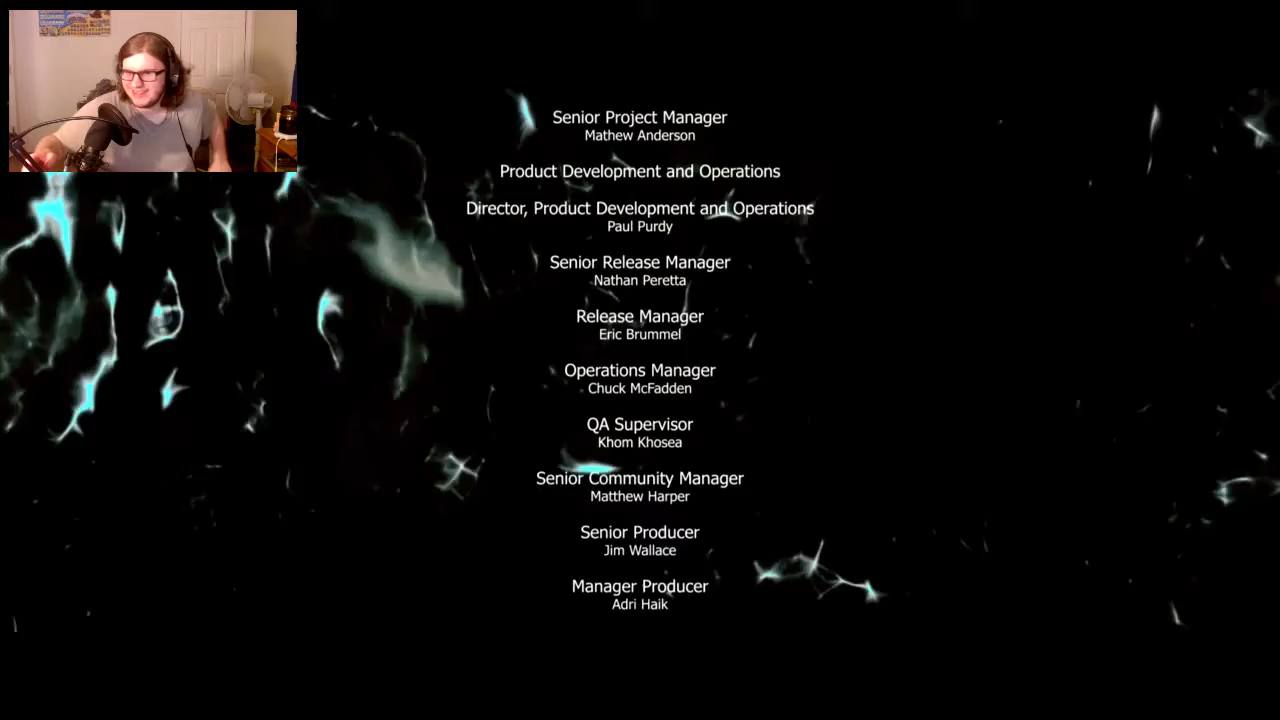 Senior Project Manager
Mathew Anderson
Product Development and Operations
Director, Product Development and Operations
Paul Purdy
Senior Release Manager
Nathan Peretta
Release Manager
Eric Brummel
Operations Manager
Chuck McFadden
QA Supervisor
Khom Khosea
Senior Community Manager
Matthew Harper
Senior Producer
Jim Wallace
Manager Producer
Adri Haik